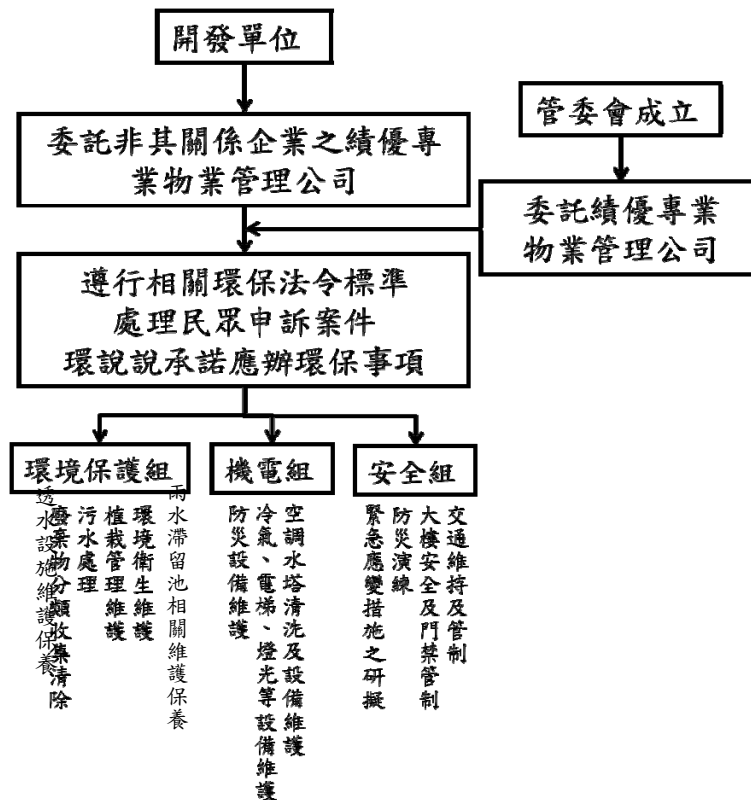 開發單位
委託非其關係企業之績優專
業物業管理公司
管委會成立
委託績優專業
物業管理公司
遵行相關環保法令標準
處理民眾申訴案件
環說說承諾應辦環保事項
環境保護組
雨水滯留池相關維護保養
環境衛生維護
植栽管理維護
污水處理
廢棄物分類收集清除
透水設施維護保養
機電組
空調水塔清洗及設備維護
冷氣、電梯、燈光等設備維護
防災設備維護
安全組
交通維持及管制
大樓安全及門禁管制
防災演練
緊急應變措施之研擬